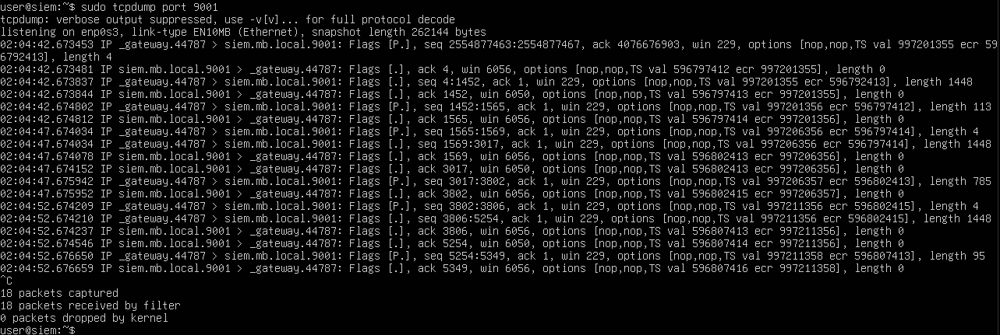 user@siem:~$ sudo tcpdump port 9001
tcpdump: verbose output suppressed, use -v[v]... for full protocol decode
listening on enp0s3, link-type EN10MB (Ethernet), snapshot length 262144 bytes
02:04:42.673453 IP _gateway.44787 > siem.mb.local.9001: Flags [P.], seq 2554877463:2554877467, ack 4076676903, win 229, options [nop,nop,TS val 997201355 ecr 59
6792413], length 4
02:04:42.673481 IP siem.mb.local.9001 > _gateway.44787: Flags [.], ack 4, win 6056, options [nop,nop,TS val 596797412 ecr 997201355], length 0
02:04:42.673837 IP _gateway.44787 > siem.mb.local.9001: Flags [.], seq 4:1452, ack 1, win 229, options [nop,nop,TS val 997201355 ecr 596792413], length 1448
02:04:42.673844 IP siem.mb.local.9001 > _gateway.44787: Flags [.], ack 1452, win 6050, options [nop,nop,TS val 596797413 ecr 997201355], length 0
02:04:42.674802 IP _gateway.44787 > siem.mb.local.9001: Flags [P.], seq 1452:1565, ack 1, win 229, options [nop,nop,TS val 997201356 ecr 596797412], length 113
02:04:42.674812 IP siem.mb.local.9001 > _gateway.44787: Flags [.], ack 1565, win 6056, options [nop,nop,TS val 596797414 ecr 997201356], length 0
02:04:47.674034 IP _gateway.44787 > siem.mb.local.9001: Flags [P.], seq 1565:1569, ack 1, win 229, options [nop,nop,TS val 997206356 ecr 596797414], length 4
02:04:47.674034 IP _gateway.44787 > siem.mb.local.9001: Flags [.], seq 1569:3017, ack 1, win 229, options [nop,nop,TS val 997206356 ecr 596797414], length 1448
02:04:47.674078 IP siem.mb.local.9001 > _gateway.44787: Flags [.], ack 1569, win 6056, options [nop,nop,TS val 596802413 ecr 997206356], length 0
02:04:47.674152 IP siem.mb.local.9001 > _gateway.44787: Flags [.], ack 3017, win 6050, options [nop,nop,TS val 596802413 ecr 997206356], length 0
02:04:47.675942 IP _gateway.44787 > siem.mb.local.9001: Flags [P.], seq 3017:3802, ack 1, win 229, options [nop,nop,TS val 997206357 ecr 596802413], length 785
02:04:47.675952 IP siem.mb.local.9001 > _gateway.44787: Flags [.], ack 3802, win 6056, options [nop,nop,TS val 596802415 ecr 997206357], length 0
02:04:52.674209 IP _gateway.44787 > siem.mb.local.9001: Flags [P.], seq 3802:3806, ack 1, win 229, options [nop,nop,TS val 997211356 ecr 596802415], length 4
02:04:52.674210 IP _gateway.44787 > siem.mb.local.9001: Flags [.], seq 3806:5254, ack 1, win 229, options [nop,nop,TS val 997211356 ecr 596802415], length 1448
02:04:52.674237 IP siem.mb.local.9001 > _gateway.44787: Flags [.], ack 3806, win 6056, options [nop,nop,TS val 596807413 ecr 997211356], length 0
02:04:52.674546 IP siem.mb.local.9001 > _gateway.44787: Flags [.], ack 5254, win 6050, options [nop,nop,TS val 596807414 ecr 997211356], length 0
02:04:52.676650 IP _gateway.44787 > siem.mb.local.9001: Flags [P.], seq 5254:5349, ack 1, win 229, options [nop,nop,TS val 997211358 ecr 596807413], length 95
02:04:52.676659 IP siem.mb.local.9001 > _gateway.44787: Flags [.], ack 5349, win 6056, options [nop,nop,TS val 596807416 ecr 997211358], length 0
^C
18 packets captured
18 packets received by filter
0 packets dropped by kernel
user@siem:~$